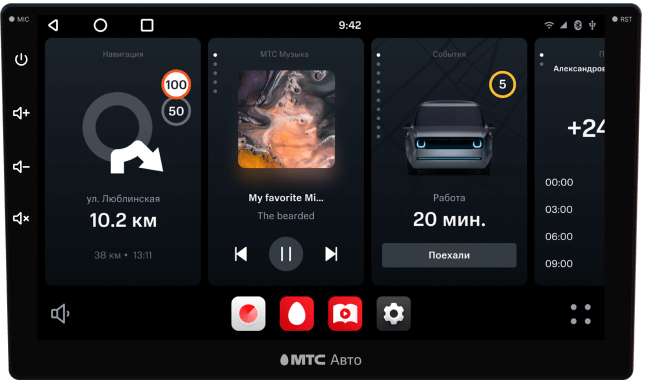 MIC
9:42
RST
Навигация
100
50
ул. Люблинская
10.2 км
38 км • 13:11
МТС Музыка
My favorite Mi...
The bearded
События
5
Работа
20 мин.
Поехали
+24
00:00
03:00
06:00
09:00
МТС Авто